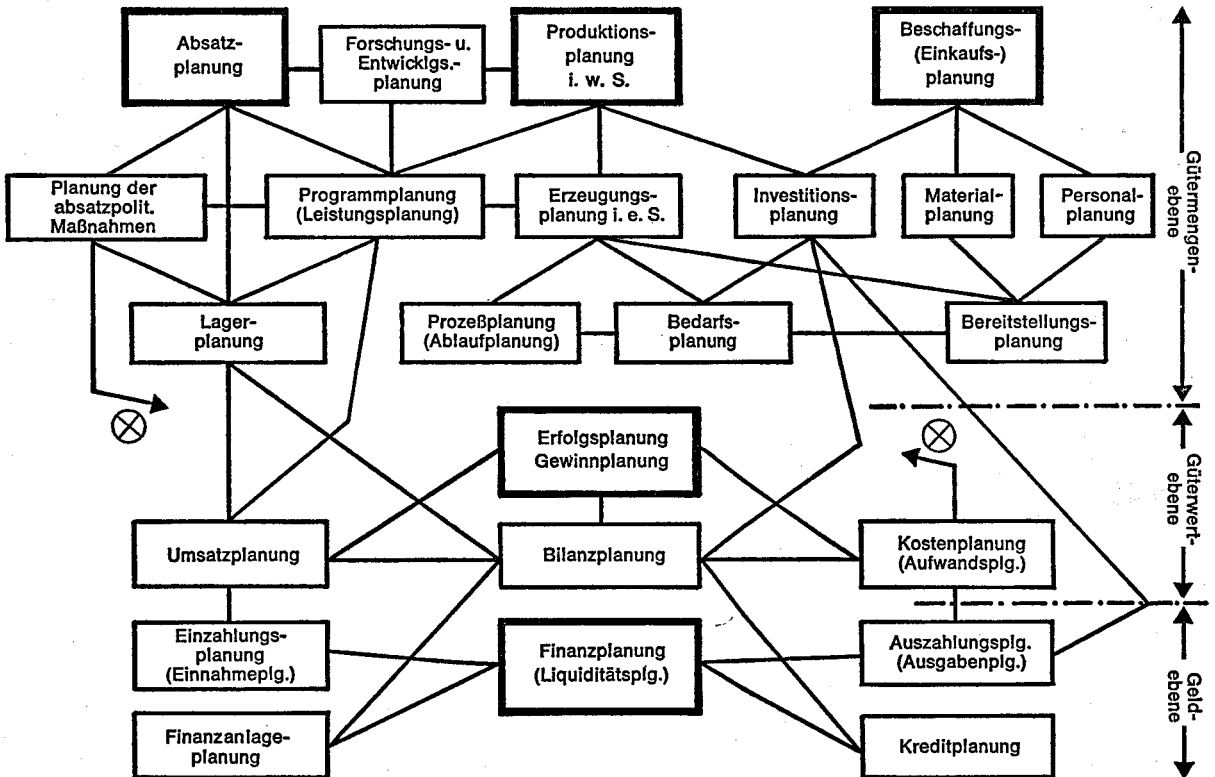 Absatz-
planung
Forschungs- u.
Entwicklgs.-
planung
Produktions-
planung
i. w. S.
Beschaffungs-
(Einkaufs-)
planung
Planung der
absatzpolit.
Maßnahmen
Programmplanung
(Leistungsplanung)
Erzeugungs-
planung i. e. S.
Investitions-
planung
Material-
planung
Personal-
planung
Gütermengen-
ebene
Lager-
planung
Prozeßplanung
(Ablaufplanung)
Bedarfs-
planung
Bereitstellungs-
planung
Erfolgsplanung
Gewinnplanung
Güterwert-
ebene
Umsatzplanung
Bilanzplanung
Kostenplanung
(Aufwandsplg.)
Einzahlungs-
planung
(Einnahmeplg.)
Finanzplanung
(Liquiditätsplg.)
Auszahlungsplg.
(Ausgabenplg.)
Geld-
ebene
Finanzanlage-
planung
Kreditplanung